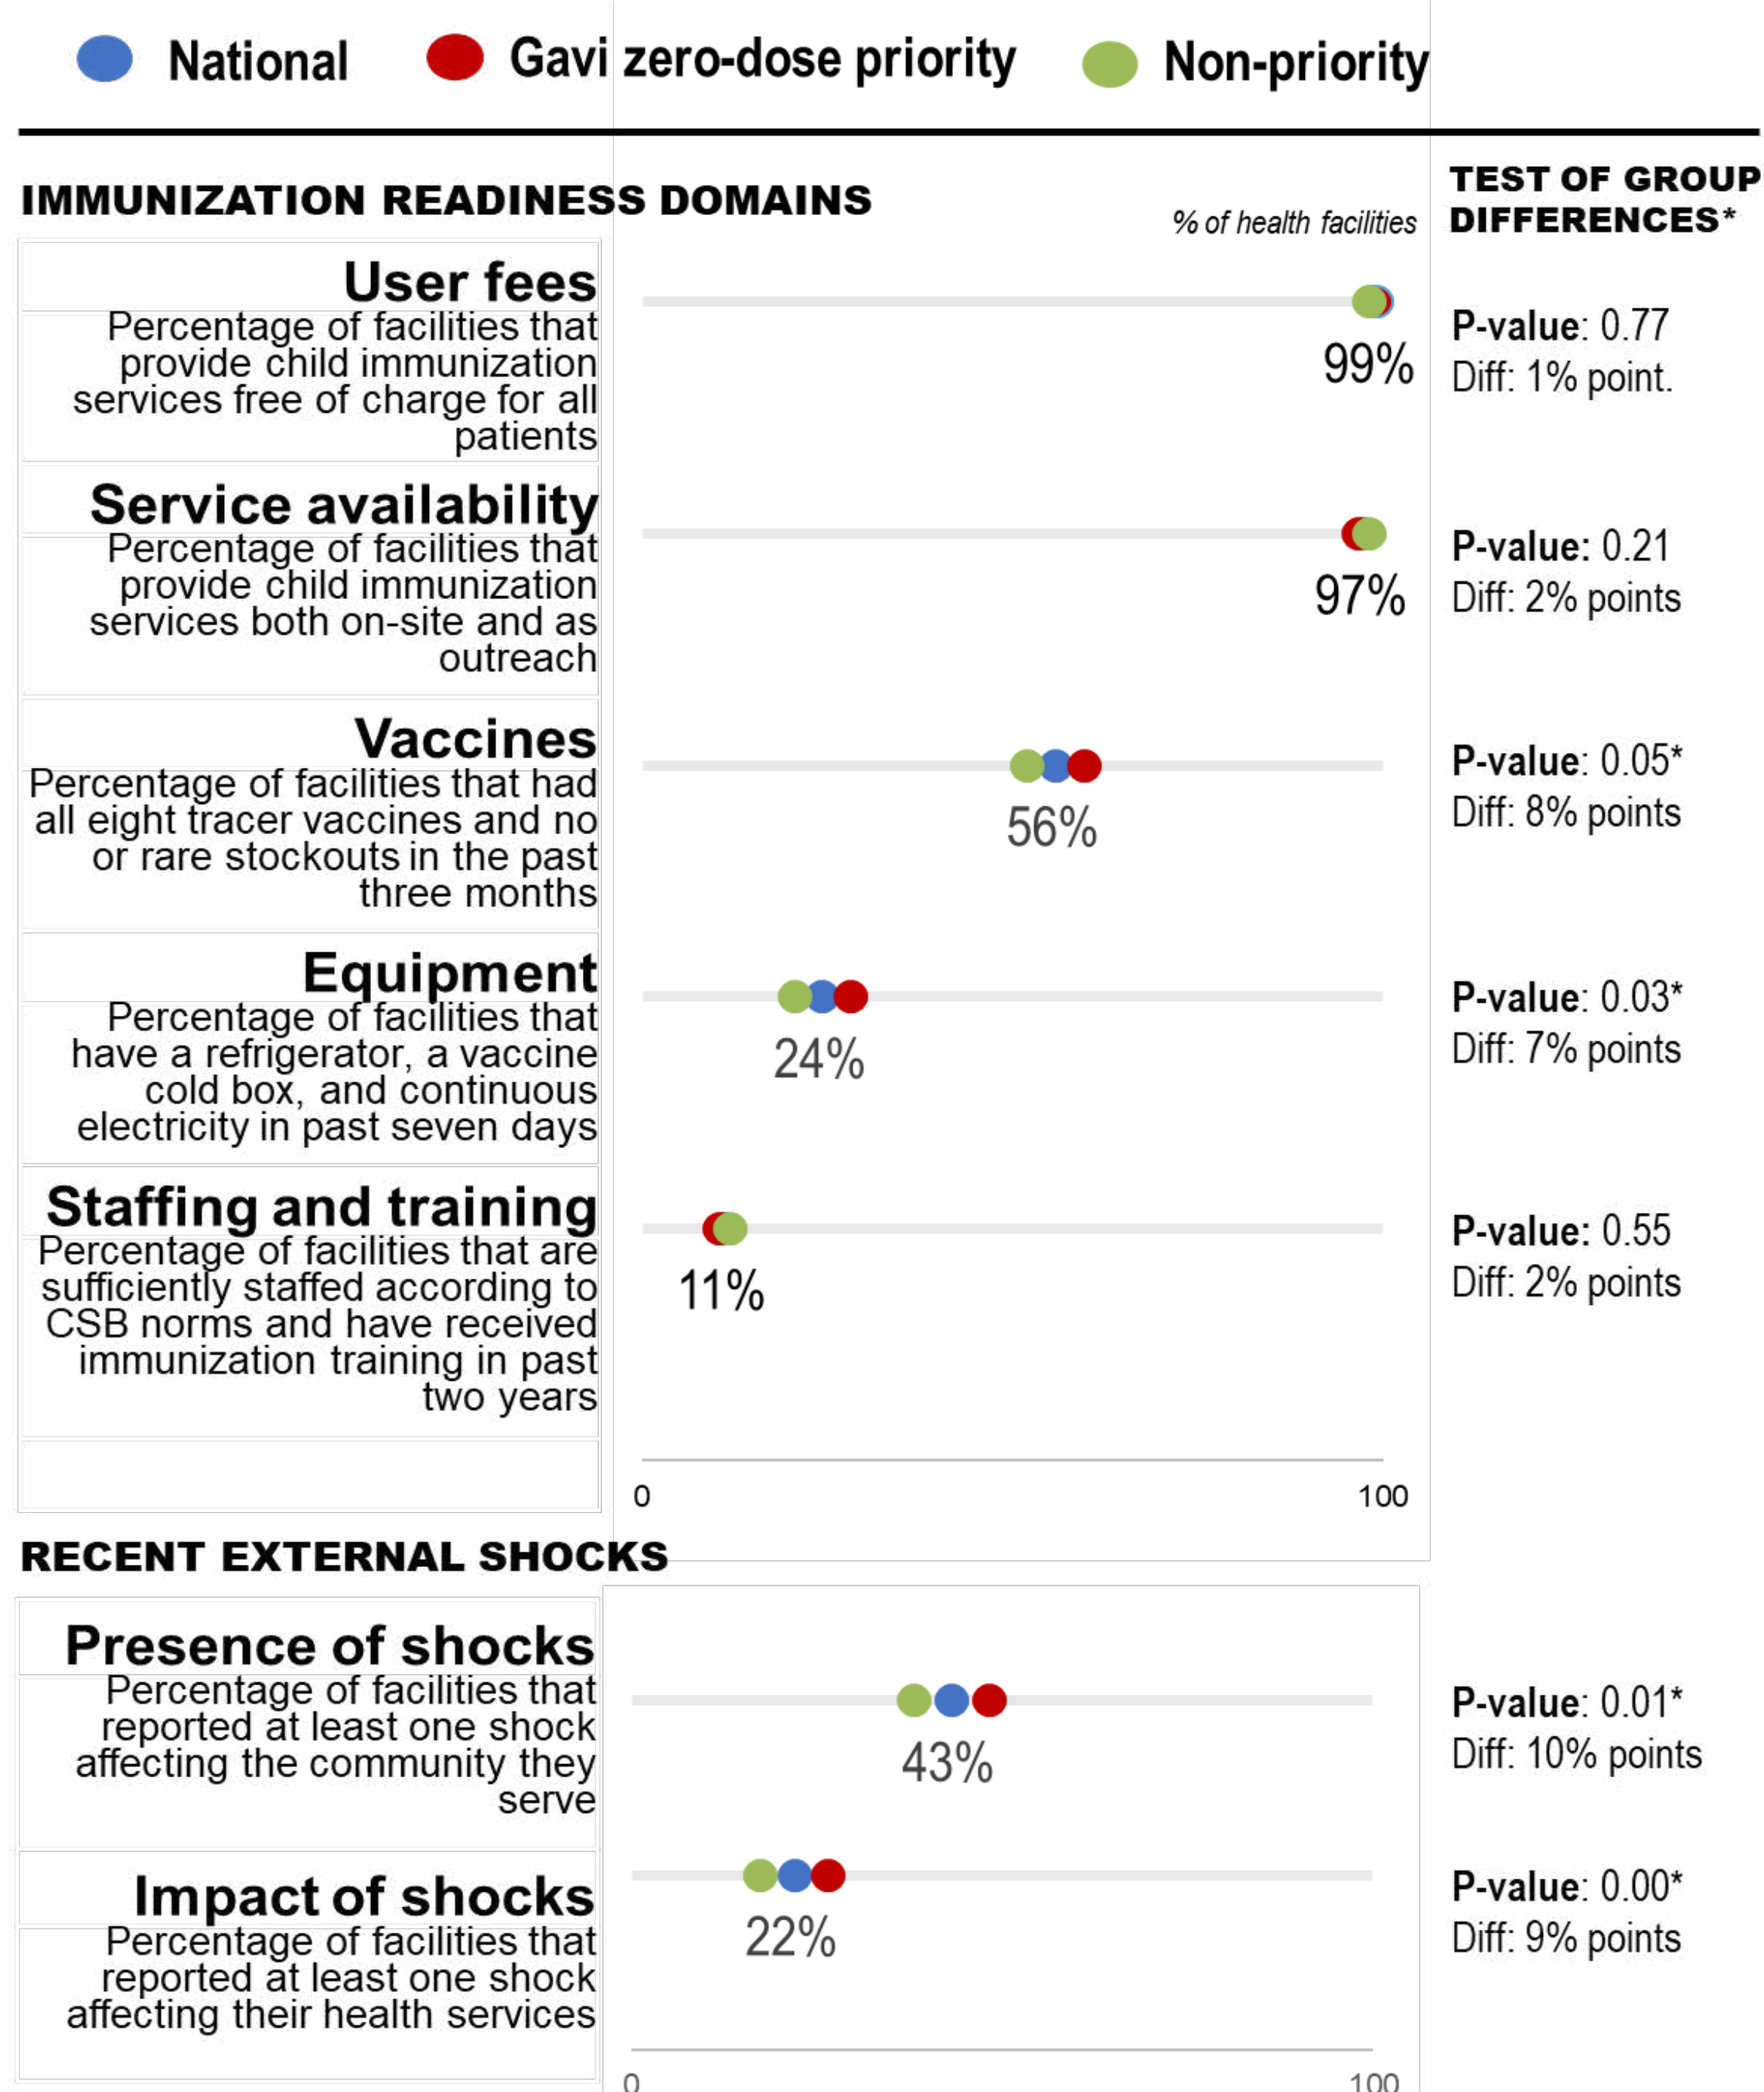 National Gavi zero-dose priority Non-priority
IMMUNIZATION READINESS DOMAINS
% of health facilities
TEST OF GROUP
DIFFERENCES*
User fees
Percentage of facilities that
provide child immunization
services free of charge for all
patients
99%
P-value: 0.77
Diff: 1% point.
Service availability
Percentage of facilities that
provide child immunization
services both on-site and as
outreach
97%
P-value: 0.21
Diff: 2% points
Vaccines
Percentage of facilities that had
all eight tracer vaccines and no
or rare stockouts in the past
three months
56%
P-value: 0.05*
Diff: 8% points
Equipment
Percentage of facilities that
have a refrigerator, a vaccine
cold box, and continuous
electricity in past seven days
24%
P-value: 0.03*
Diff: 7% points
Staffing and training
Percentage of facilities that are
sufficiently staffed according to
CSB norms and have received
immunization training in past
two years
11%
P-value: 0.55
Diff: 2% points
0 100
RECENT EXTERNAL SHOCKS
Presence of shocks
Percentage of facilities that
reported at least one shock
affecting the community they
serve
43%
P-value: 0.01*
Diff: 10% points
Impact of shocks
Percentage of facilities that
reported at least one shock
affecting their health services
22%
P-value: 0.00*
Diff: 9% points
0 100